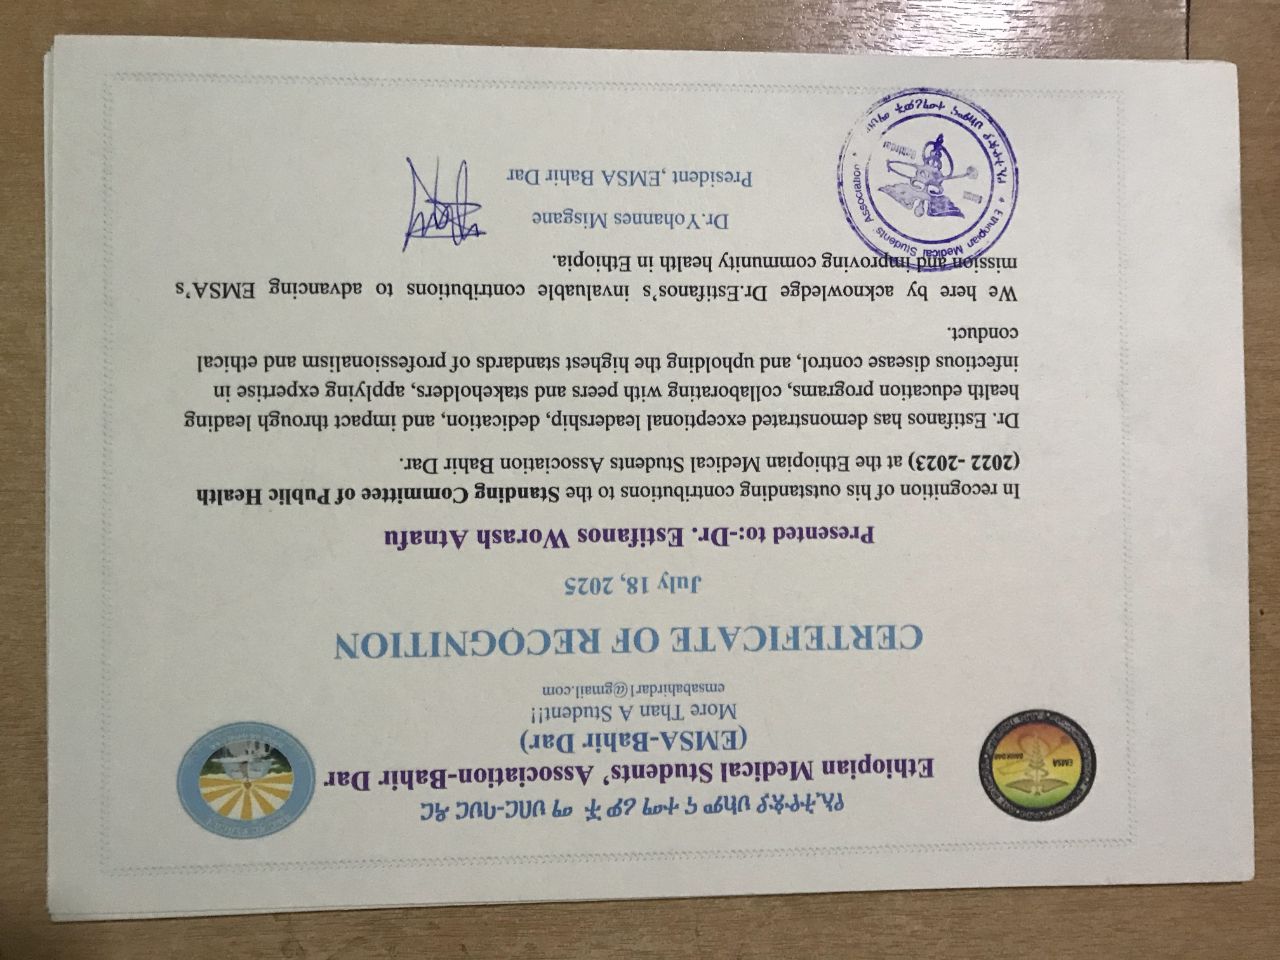 የኢትዮጵያ ህክም ና ተማ ሪዎ ች ማ ህበር-ባህር ዳር
Ethiopian Medical Students’ Association-Bahir Dar
(EMSA-Bahir Dar)
More Than A Student!!
emsabahirdar1@gmail.com
EMSA
BAHIR DAR
CERTEFICATE OF RECOGNITION
July 18, 2025
Presented to:-Dr. Estifanos Worash Atnafu
In recognition of his outstanding contributions to the Standing Committee of Public Health
(2022 -2023) at the Ethiopian Medical Students Association Bahir Dar.
Dr. Estifanos has demonstrated exceptional leadership, dedication, and impact through leading
health education programs, collaborating with peers and stakeholders, applying expertise in
infectious disease control, and upholding the highest standards of professionalism and ethical
conduct.
We here by acknowledge Dr.Estifanos’s invaluable contributions to advancing EMSA’s
mission and improving community health in Ethiopia.
Dr.Yohannes Misgane
President ,EMSA Bahir Dar
Ethiopian Medical Students' Association
የኢትዮጵያ ህክምና ተማሪዎች ማህበር
Bahirdar